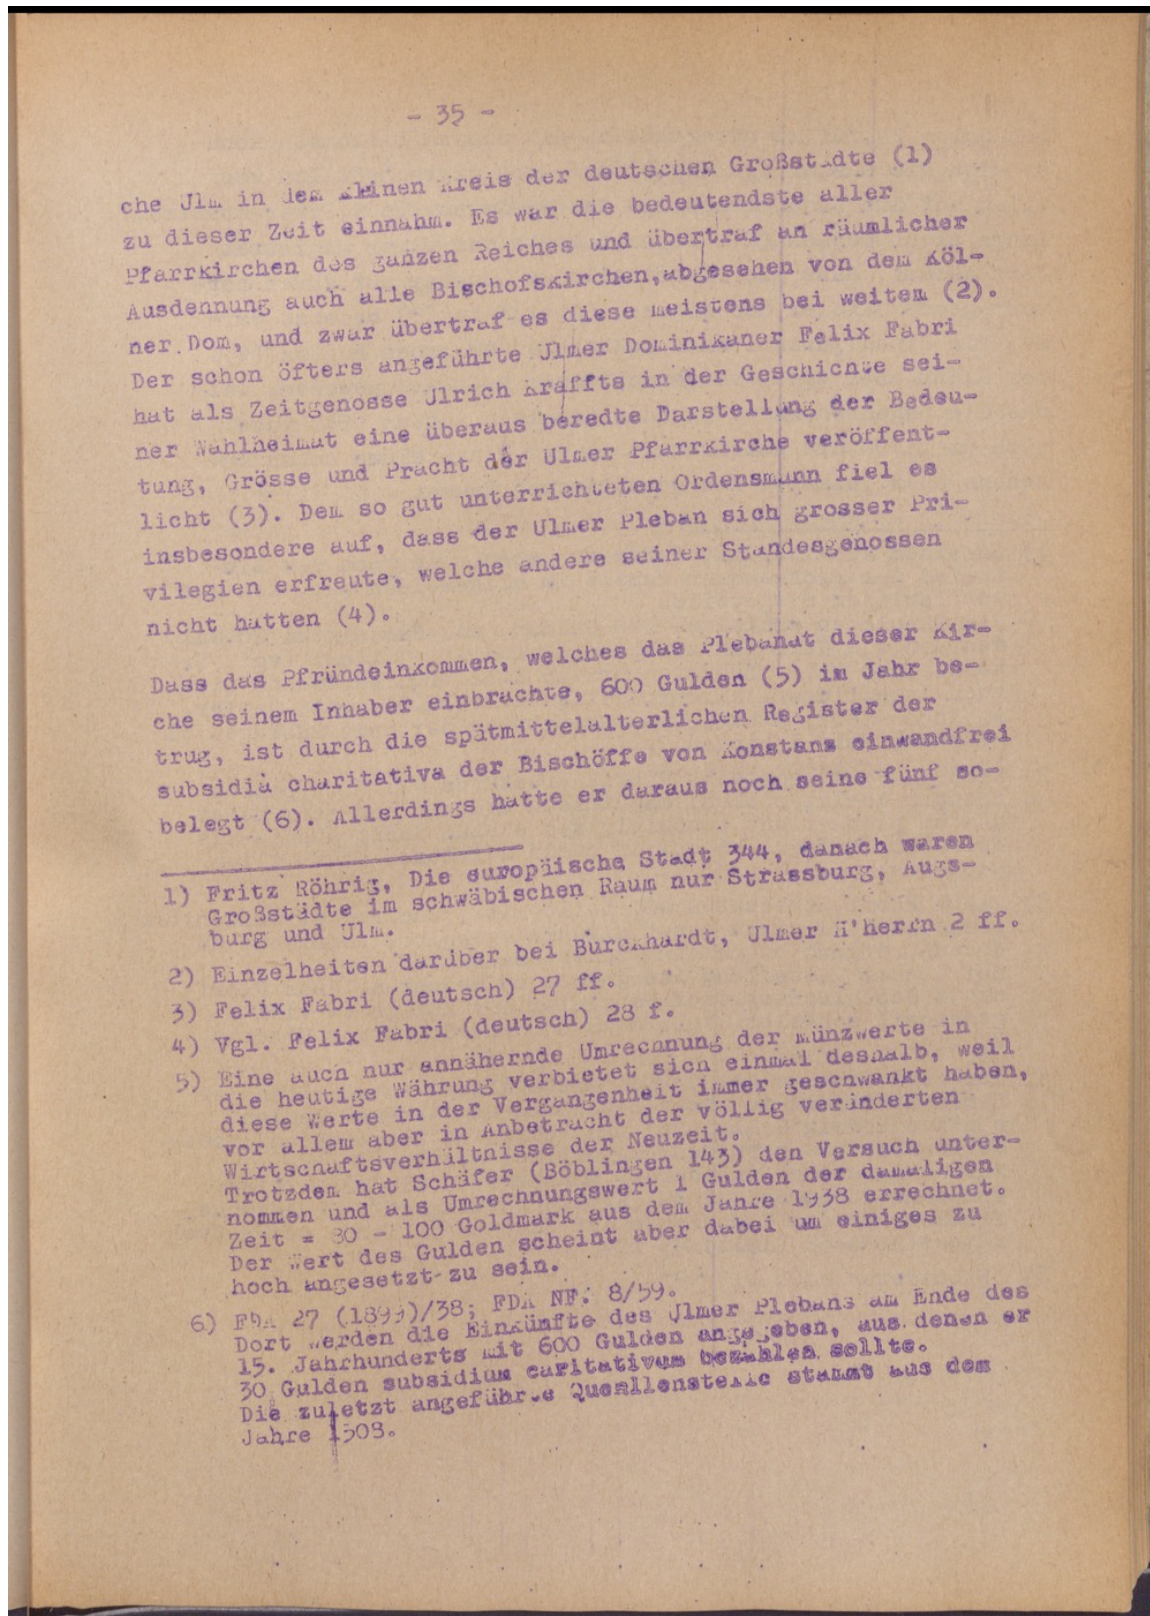 - 35 -
che Ulm in dem kleinen Kreis der deutschen Großstädte (1)
zu dieser Zeit einnahm. Es war die bedeutendste aller
Pfarrkirchen des ganzen Reiches und übertraf an räumlicher
Ausdehnung auch alle Bischofskirchen, abgesehen von dem Köl-
ner Dom, und zwar übertraf es diese meistens bei weitem (2).
Der schon öfters angeführte Ulmer Dominikaner Felix Fabri
hat als Zeitgenosse Ulrich Kraffts in der Geschichte sei-
ner Wahlheimat eine überaus beredte Darstellung der Bedeu-
tung, Grösse und Pracht der Ulmer Pfarrkirche veröffent-
licht (3). Dem so gut unterrichteten Ordensmann fiel es
insbesondere auf, dass der Ulmer Pleban sich grosser Pri-
vilegien erfreute, welche andere seiner Standesgenossen
nicht hatten (4).
Dass das Pfründeinkommen, welches das Plebanat dieser Kir-
che seinem Inhaber einbrachte, 600 Gulden (5) im Jahr be-
trug, ist durch die spätmittelalterlichen Register der
subsidia charitativa der Bischöffe von Konstanz einwandfrei
belegt (6). Allerdings hatte er daraus noch seine fünf so-
1) Fritz Röhrig, Die europäische Stadt 344, danach waren
Großstädte im schwäbischen Raum nur Strassburg, Augs-
burg und Ulm.
2) Einzelheiten darüber bei Burckhardt, Ulmer H'herrn 2 ff.
3) Felix Fabri (deutsch) 27 ff.
4) Vgl. Felix Fabri (deutsch) 28 f.
5) Eine auch nur annähernde Umrechnung der Münzwerte in
die heutige Währung verbietet sich einmal deshalb, weil
diese Werte in der Vergangenheit immer geschwankt haben,
vor allem aber in Anbetracht der völlig veränderten
Wirtschaftsverhältnisse der Neuzeit.
Trotzdem hat Schäfer (Böblingen 143) den Versuch unter-
nommen und als Umrechnungswert 1 Gulden der damaligen
Zeit = 80 - 100 Goldmark aus dem Jahre 1938 errechnet.
Der Wert des Gulden scheint aber dabei um einiges zu
hoch angesetzt zu sein.
6) FDA 27 (1899)/38; FDA NF. 8/59.
Dort werden die Einkünfte des Ulmer Plebans am Ende des
15. Jahrhunderts mit 600 Gulden angegeben, aus denen er
30 Gulden subsidium caritativum bezahlen sollte.
Die zuletzt angeführte Quenllenstelle stammt aus dem
Jahre 1508.